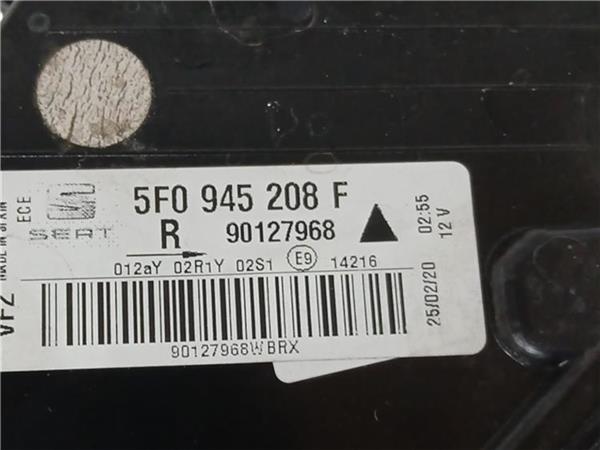 ECE
SEAT
5F0 945 208 F
R 90127968
012aY 02R1Y 02S1 E9 14216
90127968WBRX
MADE IN SPAIN
VF2
25/02/20 02:55
12 V